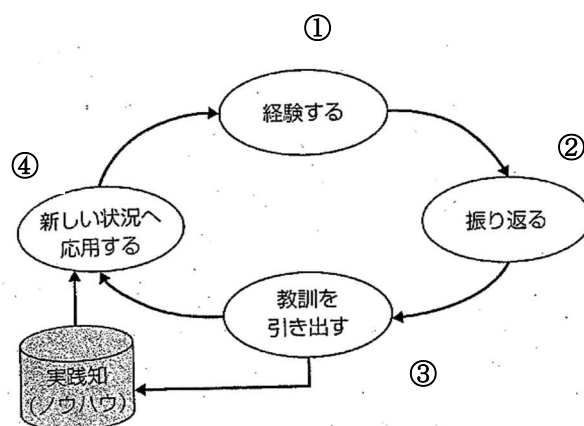 ①
経験する
②
振り返る
③
教訓を
引き出す
④
新しい状況へ
応用する
実践知
(ノウハウ)